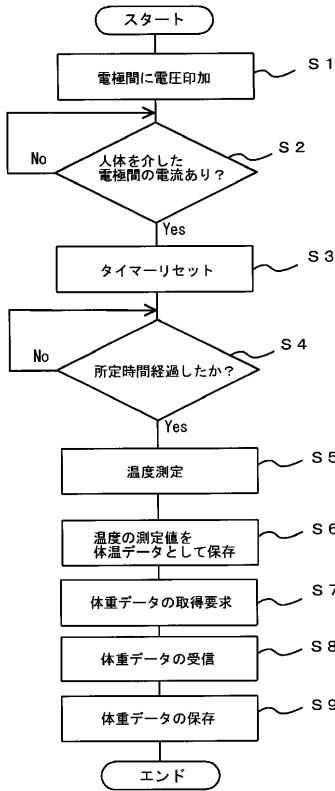 スタート
電極間に電圧印加
S1
人体を介した
電極間の電流あり？
S2
No
Yes
タイマーリセット
S3
所定時間経過したか？
S4
No
Yes
温度測定
S5
温度の測定値を
体温データとして保存
S6
体重データの取得要求
S7
体重データの受信
S8
体重データの保存
S9
エンド